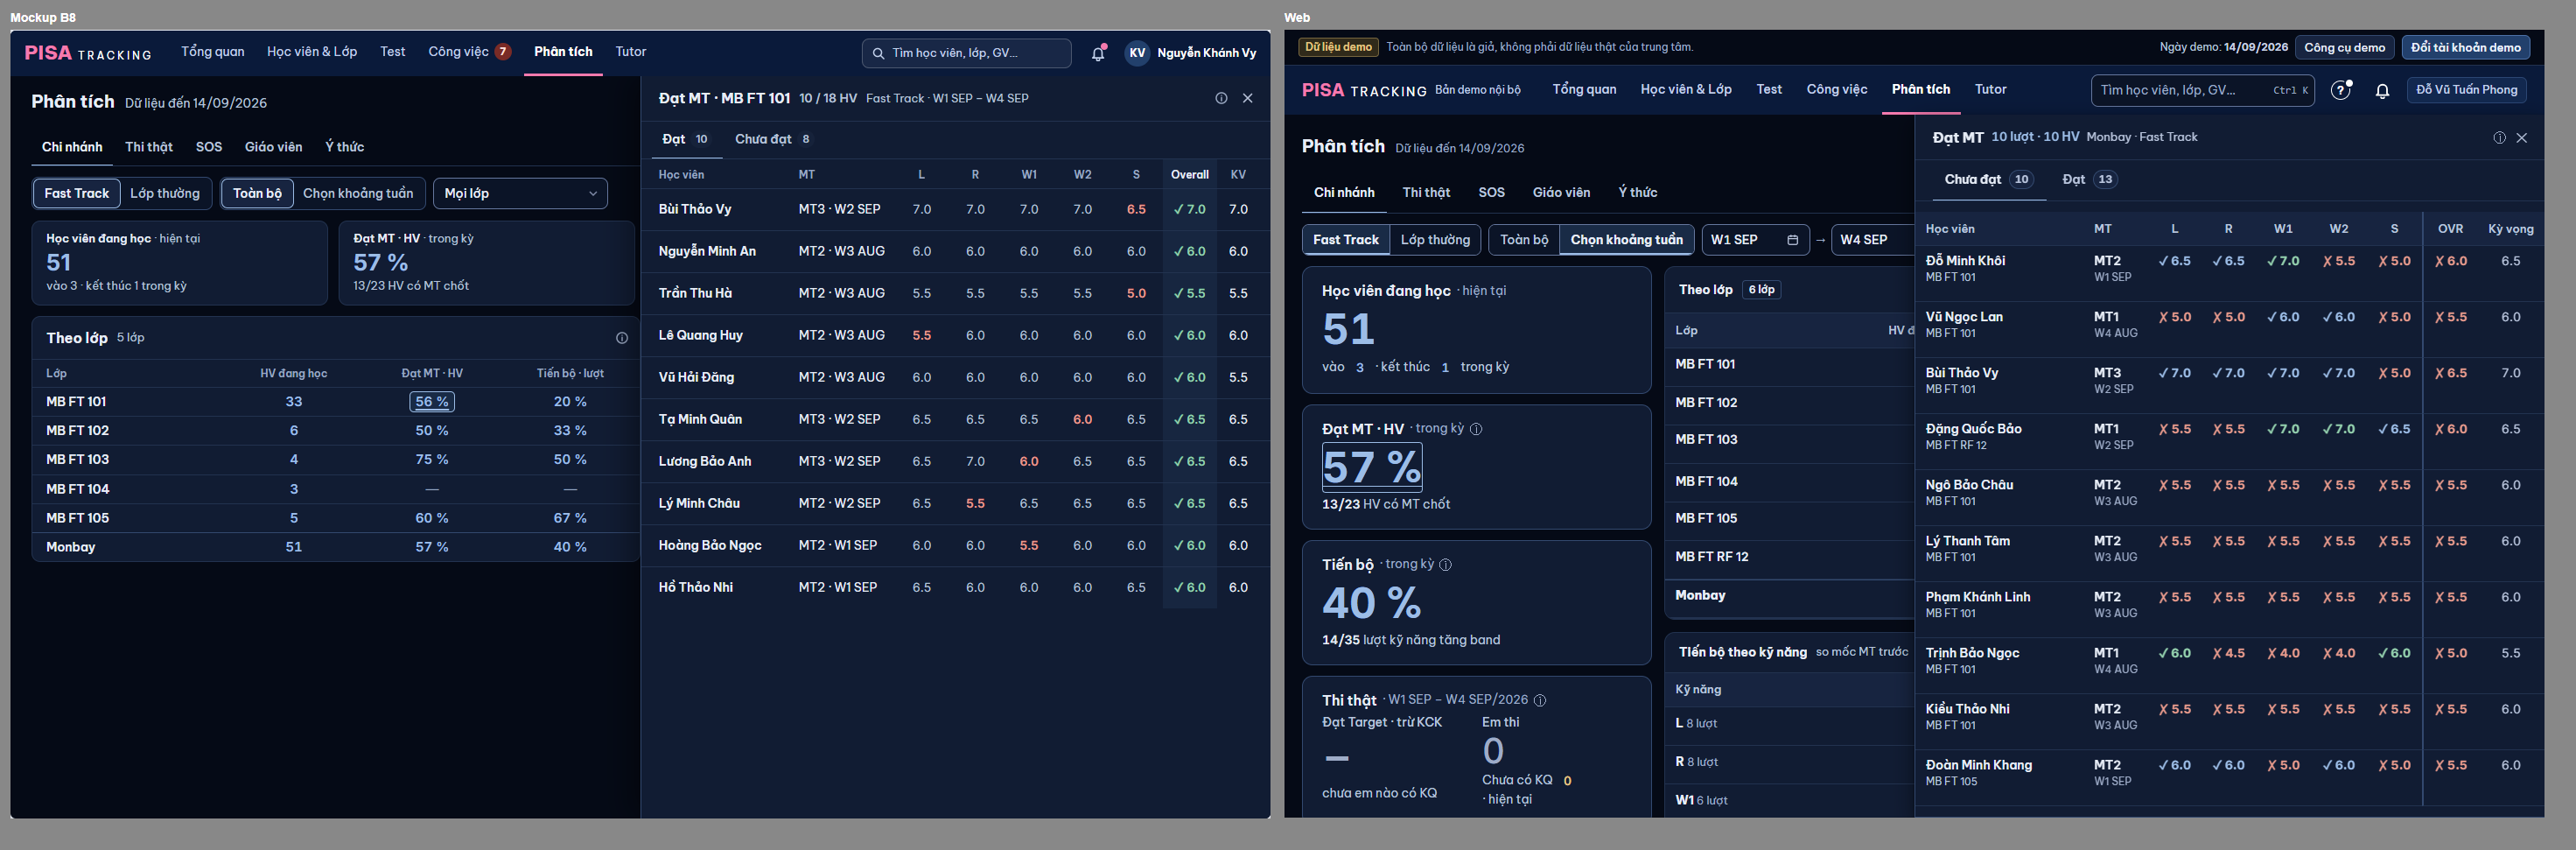 Mockup B8
PISA TRACKING Tổng quan Học viên & Lớp Test Công việc 7 Phân tích Tutor Tìm học viên, lớp, GV... KV Nguyễn Khánh Vy
Phân tích Dữ liệu đến 14/09/2026
Chi nhánh Thi thật SOS Giáo viên Ý thức
Fast Track Lớp thường Toàn bộ Chọn khoảng tuần Mọi lớp
Học viên đang học · hiện tại
51
vào 3 · kết thúc 1 trong kỳ
Đạt MT · HV · trong kỳ
57 %
13/23 HV có MT chốt
Theo lớp 5 lớp
Lớp HV đang học Đạt MT · HV Tiến bộ · lượt
MB FT 101 33 56 % 20 %
MB FT 102 6 50 % 33 %
MB FT 103 4 75 % 50 %
MB FT 104 3 — —
MB FT 105 5 60 % 67 %
Monbay 51 57 % 40 %
Đạt MT · MB FT 101 10 / 18 HV Fast Track · W1 SEP – W4 SEP
Đạt 10 Chưa đạt 8
Học viên MT L R W1 W2 S Overall KV
Bùi Thảo Vy MT3 · W2 SEP 7.0 7.0 7.0 7.0 6.5 ✓ 7.0 7.0
Nguyễn Minh An MT2 · W3 AUG 6.0 6.0 6.0 6.0 6.0 ✓ 6.0 6.0
Trần Thu Hà MT2 · W3 AUG 5.5 5.5 5.5 5.5 5.0 ✓ 5.5 5.5
Lê Quang Huy MT2 · W3 AUG 5.5 6.0 6.0 6.0 6.0 ✓ 6.0 6.0
Vũ Hải Đăng MT2 · W3 AUG 6.0 6.0 6.0 6.0 6.0 ✓ 6.0 5.5
Tạ Minh Quân MT3 · W2 SEP 6.5 6.5 6.5 6.0 6.5 ✓ 6.5 6.5
Lương Bảo Anh MT3 · W2 SEP 6.5 7.0 6.0 6.5 6.5 ✓ 6.5 6.5
Lý Minh Châu MT2 · W2 SEP 6.5 5.5 6.5 6.5 6.5 ✓ 6.5 6.5
Hoàng Bảo Ngọc MT2 · W1 SEP 6.0 6.0 5.5 6.0 6.0 ✓ 6.0 6.0
Hồ Thảo Nhi MT2 · W1 SEP 6.5 6.0 6.0 6.0 6.5 ✓ 6.0 6.0
Web
Dữ liệu demo Toàn bộ dữ liệu là giả, không phải dữ liệu thật của trung tâm. Ngày demo: 14/09/2026 Công cụ demo Đổi tài khoản demo
PISA TRACKING Bản demo nội bộ Tổng quan Học viên & Lớp Test Công việc Phân tích Tutor Tìm học viên, lớp, GV... Ctrl K ? Đỗ Vũ Tuấn Phong
Phân tích Dữ liệu đến 14/09/2026
Chi nhánh Thi thật SOS Giáo viên Ý thức
Fast Track Lớp thường Toàn bộ Chọn khoảng tuần W1 SEP → W4 SEP
Học viên đang học · hiện tại
51
vào 3 · kết thúc 1 trong kỳ
Đạt MT · HV · trong kỳ
57 %
13/23 HV có MT chốt
Tiến bộ · trong kỳ
40 %
14/35 lượt kỹ năng tăng band
Thi thật · W1 SEP – W4 SEP/2026
Đạt Target · trừ KCK Em thi
— 0
chưa em nào có KQ
Chưa có KQ 0
· hiện tại
Theo lớp 6 lớp
Lớp HV đ
MB FT 101
MB FT 102
MB FT 103
MB FT 104
MB FT 105
MB FT RF 12
Monbay
Tiến bộ theo kỹ năng so mốc MT trước
Kỹ năng
L 8 lượt
R 8 lượt
W1 6 lượt
Đạt MT 10 lượt · 10 HV Monbay · Fast Track
Chưa đạt 10 Đạt 13
Học viên MT L R W1 W2 S OVR Kỳ vọng
Đỗ Minh Khôi MT2 ✓ 6.5 ✓ 6.5 ✓ 7.0 ✗ 5.5 ✗ 5.0 ✗ 6.0 6.5
MB FT 101 W1 SEP
Vũ Ngọc Lan MT1 ✗ 5.0 ✗ 5.0 ✓ 6.0 ✓ 6.0 ✗ 5.0 ✗ 5.5 6.0
MB FT 101 W4 AUG
Bùi Thảo Vy MT3 ✓ 7.0 ✓ 7.0 ✓ 7.0 ✓ 7.0 ✗ 5.0 ✗ 6.5 7.0
MB FT 101 W2 SEP
Đặng Quốc Bảo MT1 ✗ 5.5 ✗ 5.5 ✓ 7.0 ✓ 7.0 ✓ 6.5 ✗ 6.0 6.5
MB FT RF 12 W2 SEP
Ngô Bảo Châu MT2 ✗ 5.5 ✗ 5.5 ✗ 5.5 ✗ 5.5 ✗ 5.5 ✗ 5.5 6.0
MB FT 101 W3 AUG
Lý Thanh Tâm MT2 ✗ 5.5 ✗ 5.5 ✗ 5.5 ✗ 5.5 ✗ 5.5 ✗ 5.5 6.0
MB FT 101 W3 AUG
Phạm Khánh Linh MT2 ✗ 5.5 ✗ 5.5 ✗ 5.5 ✗ 5.5 ✗ 5.5 ✗ 5.5 6.0
MB FT 101 W3 AUG
Trịnh Bảo Ngọc MT1 ✓ 6.0 ✗ 4.5 ✗ 4.0 ✗ 4.0 ✓ 6.0 ✗ 5.0 5.5
MB FT 101 W4 AUG
Kiều Thảo Nhi MT2 ✗ 5.5 ✗ 5.5 ✗ 5.5 ✗ 5.5 ✗ 5.5 ✗ 5.5 6.0
MB FT 101 W3 AUG
Đoàn Minh Khang MT2 ✓ 6.0 ✓ 6.0 ✗ 5.0 ✓ 6.0 ✗ 5.0 ✗ 5.5 6.0
MB FT 105 W1 SEP